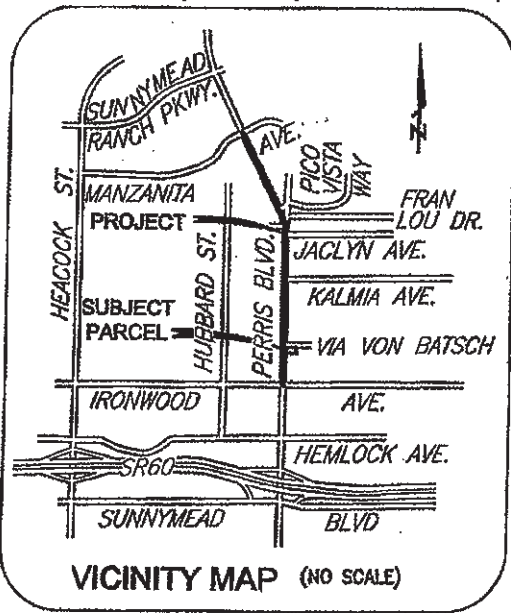 SUNNYMEAD
RANCH PKWY.
AVE.
PICO
VISTA
WAY
N
HEACOCK ST.
MANZANITA
FRAN
LOU DR.
PROJECT
HUBBARD ST.
PERRIS BLVD.
JACLYN AVE.
KALMIA AVE.
SUBJECT
PARCEL
VIA VON BATSCH
IRONWOOD
AVE.
HEMLOCK AVE.
SR60
SUNNYMEAD
BLVD
VICINITY MAP (NO SCALE)